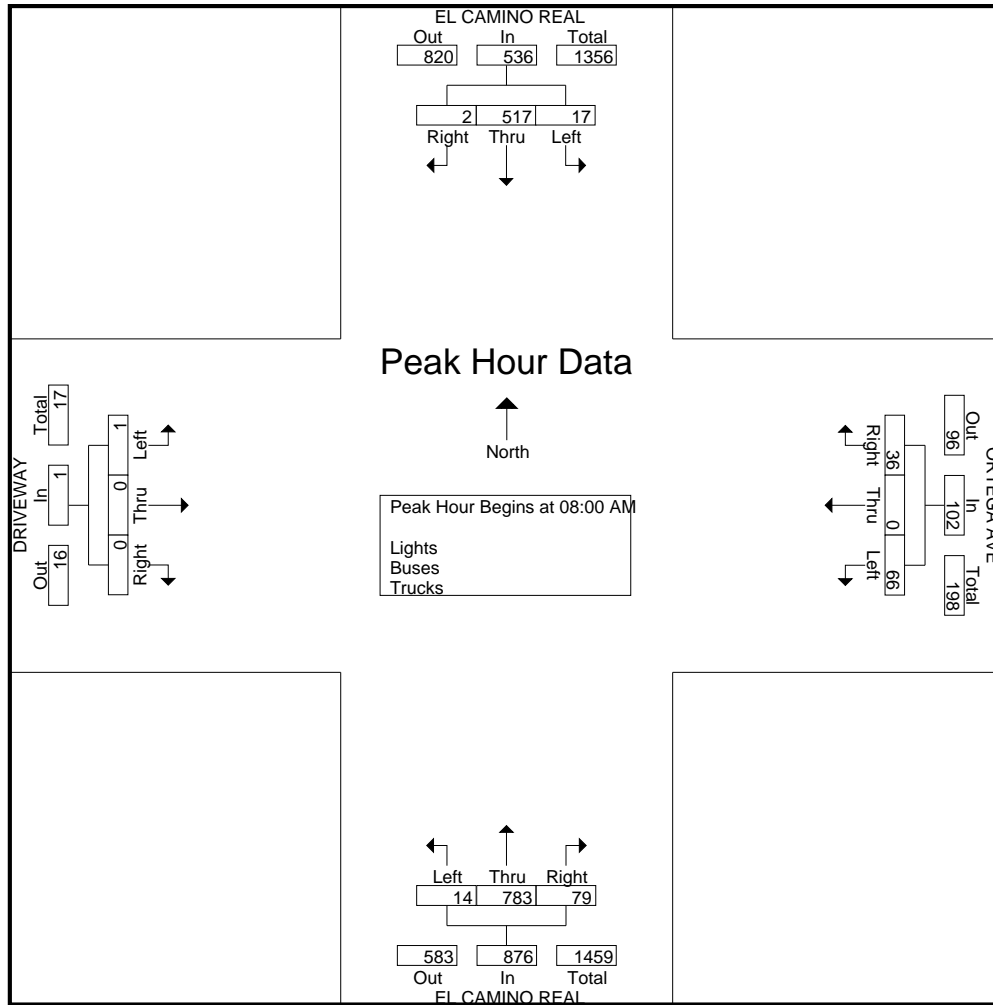 EL CAMINO REAL
Out In Total
820 536 1356
2 517 17
Right Thru Left
Peak Hour Data
North
Peak Hour Begins at 08:00 AM
Lights
Buses
Trucks
DRIVEWAY
Out In Total
16 1 17
0 0 1
Right Thru Left
ORTEGA AVE
Out In Total
96 102 198
36 0 66
Right Thru Left
Left Thru Right
14 783 79
583 876 1459
Out In Total
EL CAMINO REAL